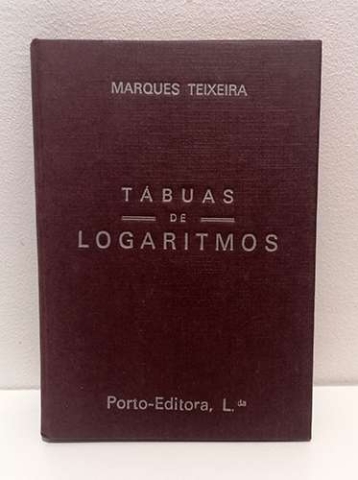 MARQUES TEIXEIRA
TÁBUAS
DE
LOGARITMOS
Porto-Editora, L.da